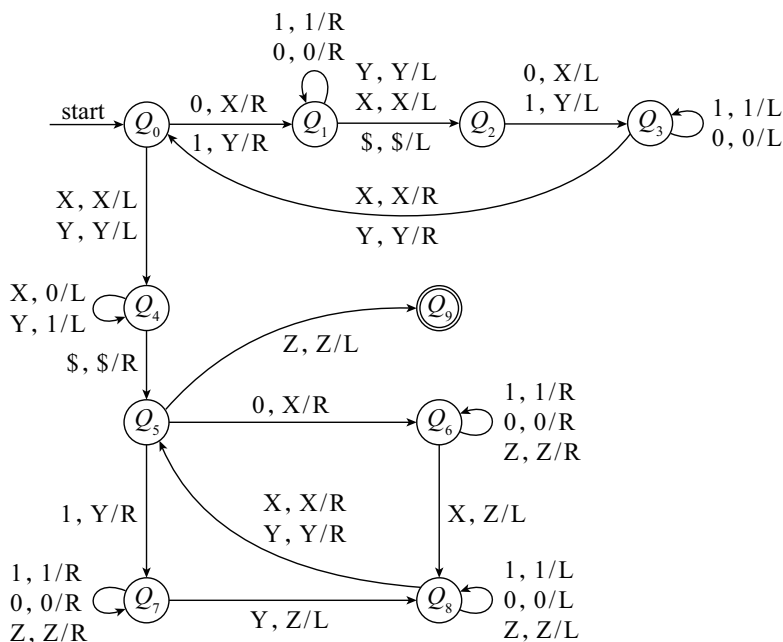 1, 1/R
0, 0/R
Y, Y/L
X, X/L
$, $/L
0, X/L
1, Y/L
1, 1/L
0, 0/L
start
Q0
0, X/R
1, Y/R
Q1
Q2
Q3
X, X/R
Y, Y/R
X, X/L
Y, Y/L
X, 0/L
Y, 1/L
Q4
Q9
Z, Z/L
$, $/R
Q5
0, X/R
Q6
1, 1/R
0, 0/R
Z, Z/R
1, Y/R
X, X/R
Y, Y/R
X, Z/L
1, 1/R
0, 0/R
Z, Z/R
Q7
Y, Z/L
Q8
1, 1/L
0, 0/L
Z, Z/L